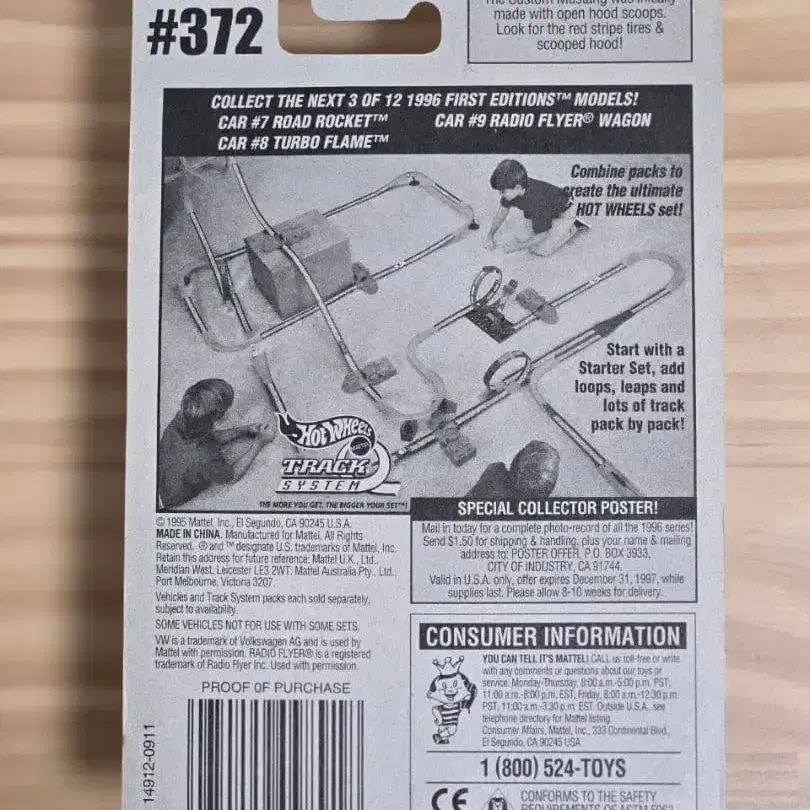 #372
The Custom Mustang was initially
made with open hood scoops.
Look for the red stripe tires &
scooped hood!
COLLECT THE NEXT 3 OF 12 1996 FIRST EDITIONS™ MODELS!
CAR #7 ROAD ROCKET™ CAR #9 RADIO FLYER® WAGON
CAR #8 TURBO FLAME™
Combine packs to
create the ultimate
HOT WHEELS set!
Start with a
Starter Set, add
loops, leaps and
lots of track
pack by pack!
Hot Wheels
MATTEL
TRACK
SYSTEM
THE MORE YOU GET, THE BIGGER YOUR SET™!
© 1995 Mattel, Inc., El Segundo, CA 90245 U.S.A.
MADE IN CHINA. Manufactured for Mattel. All Rights
Reserved. ® and ™ designate U.S. trademarks of Mattel, Inc.
Retain this address for future reference: Mattel U.K., Ltd.,
Meridian West, Leicester LE3 2WT. Mattel Australia Pty., Ltd.,
Port Melbourne, Victoria 3207.
Vehicles and Track System packs each sold separately,
subject to availability.
SOME VEHICLES NOT FOR USE WITH SOME SETS.
VW is a trademark of Volkswagen AG and is used by
Mattel with permission. RADIO FLYER® is a registered
trademark of Radio Flyer Inc. Used with permission.
PROOF OF PURCHASE
14912-0911
SPECIAL COLLECTOR POSTER!
Mail in today for a complete photo-record of all the 1996 series!
Send $1.50 for shipping & handling, plus your name & mailing
address to: POSTER OFFER, P.O. BOX 3933,
CITY OF INDUSTRY, CA 91744.
Valid in U.S.A. only, offer expires December 31, 1997, while
supplies last. Please allow 8-10 weeks for delivery.
CONSUMER INFORMATION
YOU CAN TELL IT'S MATTEL! CALL us toll-free or write
with any comments or questions about our toys or
service. Monday-Thursday, 8:00 a.m.-5:00 p.m. PST;
11:00 a.m.-8:00 p.m. EST; Friday, 8:00 a.m.-12:30 p.m.
PST, 11:00 a.m.-3:30 p.m. EST. Outside U.S.A., see
telephone directory for Mattel listing.
Consumer Affairs, Mattel, Inc., 333 Continental Blvd.,
El Segundo, CA 90245 USA
1 (800) 524-TOYS
CE
CONFORMS TO THE SAFETY
REQUIREMENTS OF ASTM F963